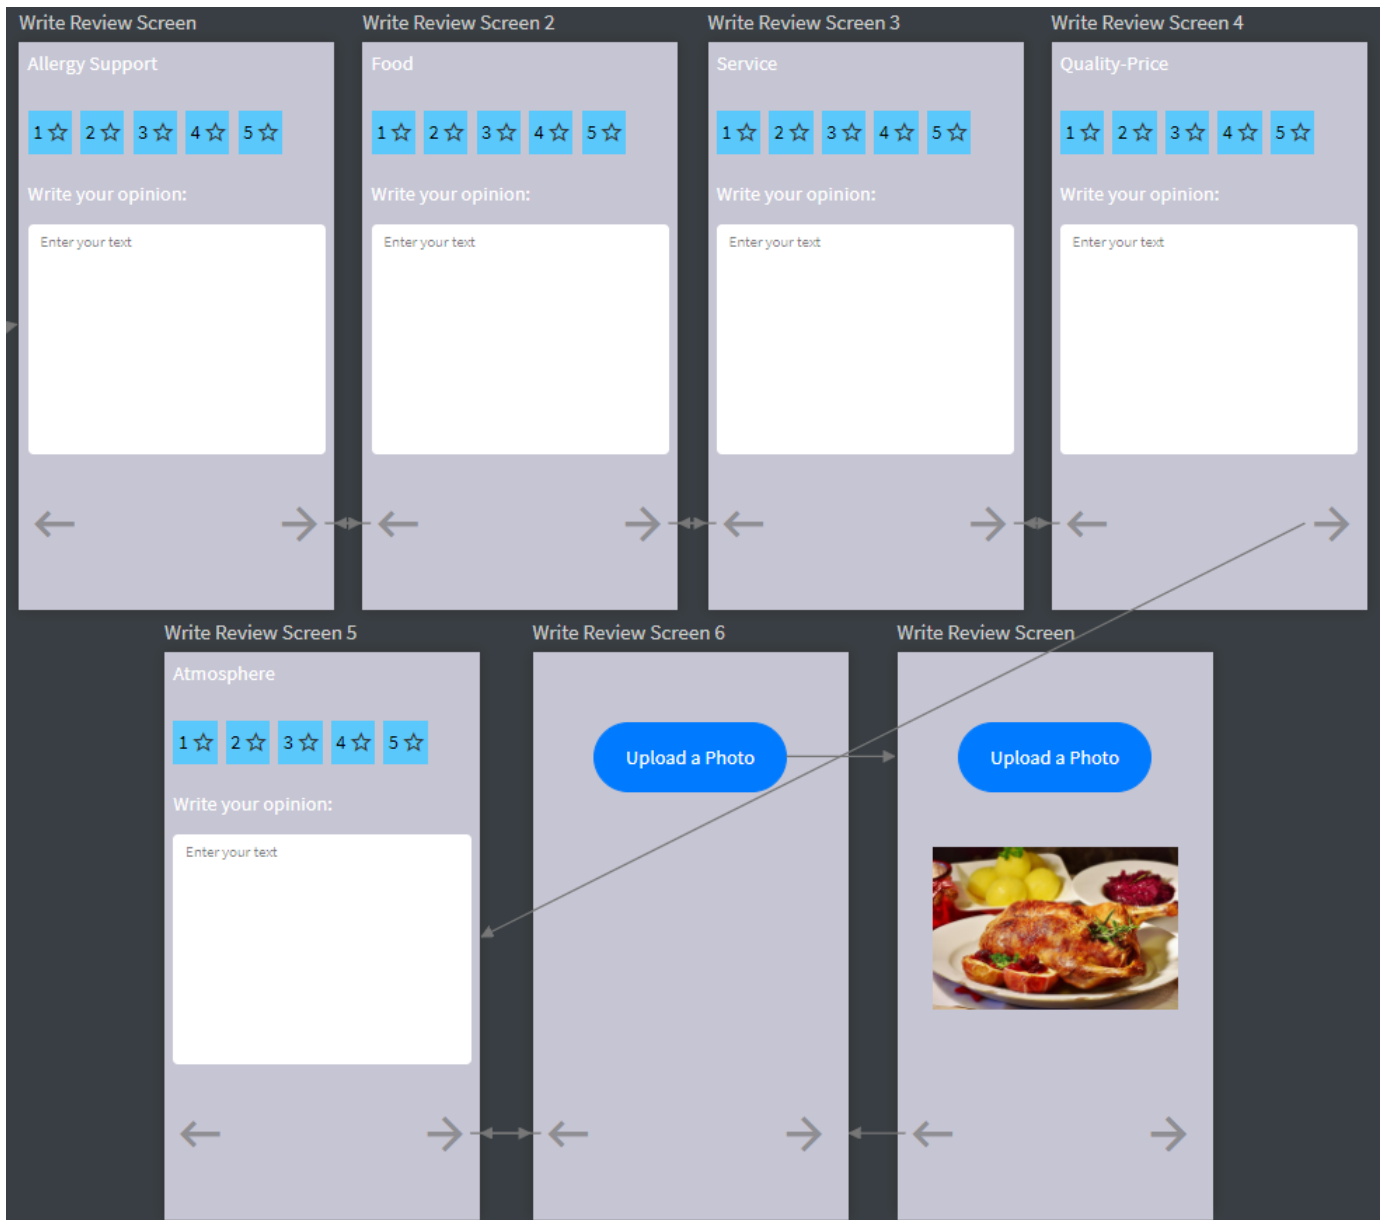 Write Review Screen
Allergy Support
1 2 3 4 5
Write your opinion:
Enter your text
Write Review Screen 2
Food
1 2 3 4 5
Write your opinion:
Enter your text
Write Review Screen 3
Service
1 2 3 4 5
Write your opinion:
Enter your text
Write Review Screen 4
Quality-Price
1 2 3 4 5
Write your opinion:
Enter your text
Write Review Screen 5
Atmosphere
1 2 3 4 5
Write your opinion:
Enter your text
Write Review Screen 6
Upload a Photo
Write Review Screen
Upload a Photo